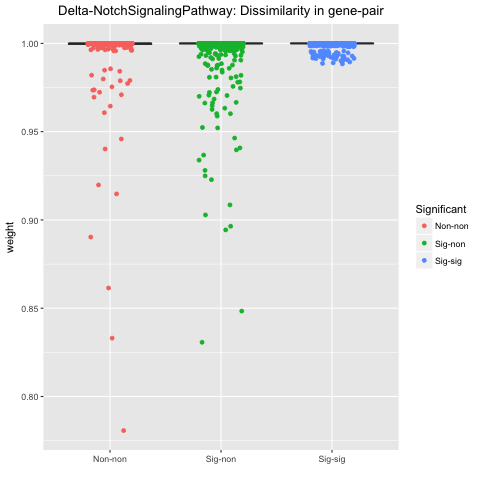 Delta-NotchSignalingPathway: Dissimilarity in gene-pair
1.00
0.95
0.90
0.85
0.80
weight
Non-non
Sig-non
Sig-sig
Significant
Non-non
Sig-non
Sig-sig